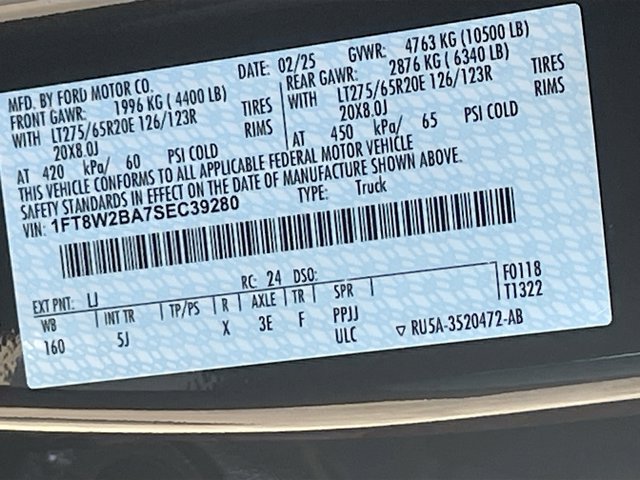 MFD. BY FORD MOTOR CO.
DATE: 02/25
GVWR: 4763 KG (10500 LB)
FRONT GAWR: 1996 KG ( 4400 LB)
WITH LT275/65R20E 126/123R TIRES
20X8.0J RIMS
AT 420 kPa/ 60 PSI COLD
REAR GAWR: 2876 KG ( 6340 LB)
WITH LT275/65R20E 126/123R TIRES
20X8.0J RIMS
AT 450 kPa/ 65 PSI COLD
THIS VEHICLE CONFORMS TO ALL APPLICABLE FEDERAL MOTOR VEHICLE
SAFETY STANDARDS IN EFFECT ON THE DATE OF MANUFACTURE SHOWN ABOVE.
VIN: 1FT8W2BA7SEC39280 TYPE: Truck
EXT PNT: LJ RC: 24 DSO: F0118
WB INT TR TP/PS R AXLE TR SPR T1322
160 5J X 3E F PPJJ
ULC RU5A-3520472-AB